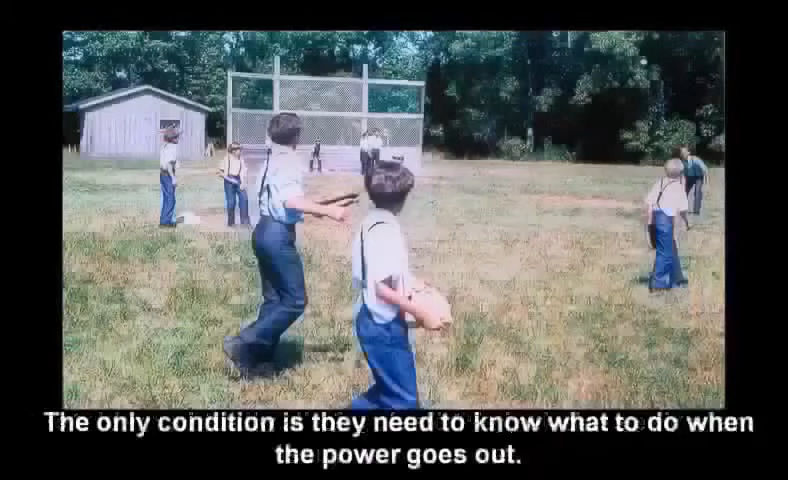 The only condition is they need to know what to do when
the power goes out.